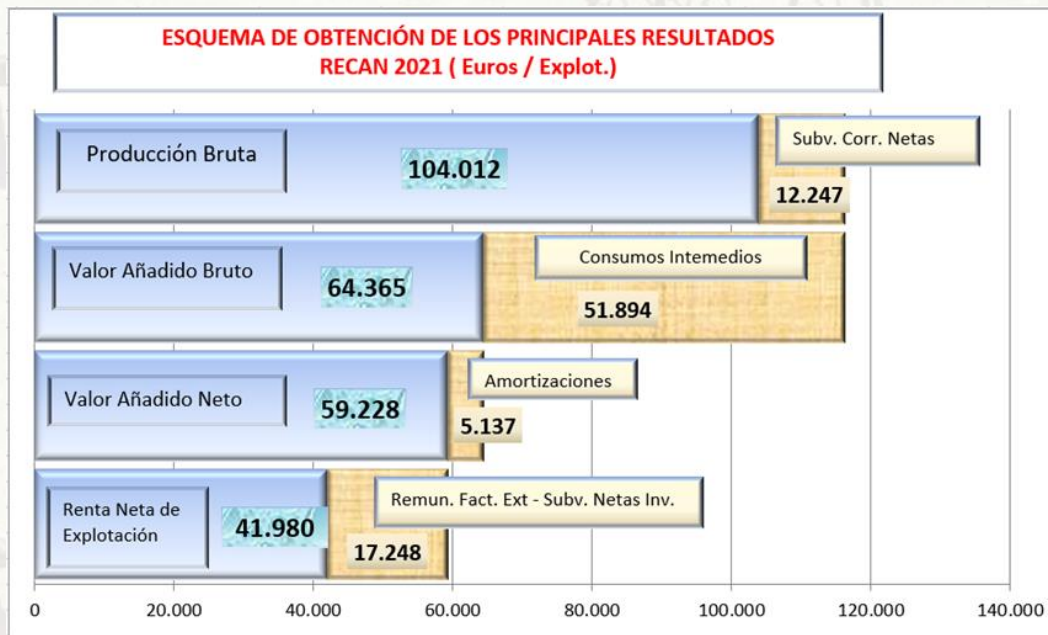 ESQUEMA DE OBTENCIÓN DE LOS PRINCIPALES RESULTADOS
RECAN 2021 ( Euros / Explot.)
Producción Bruta
104.012
Subv. Corr. Netas
12.247
Valor Añadido Bruto
64.365
Consumos Intemedios
51.894
Valor Añadido Neto
59.228
Amortizaciones
5.137
Renta Neta de
Explotación
41.980
Remun. Fact. Ext - Subv. Netas Inv.
17.248
0 20.000 40.000 60.000 80.000 100.000 120.000 140.000